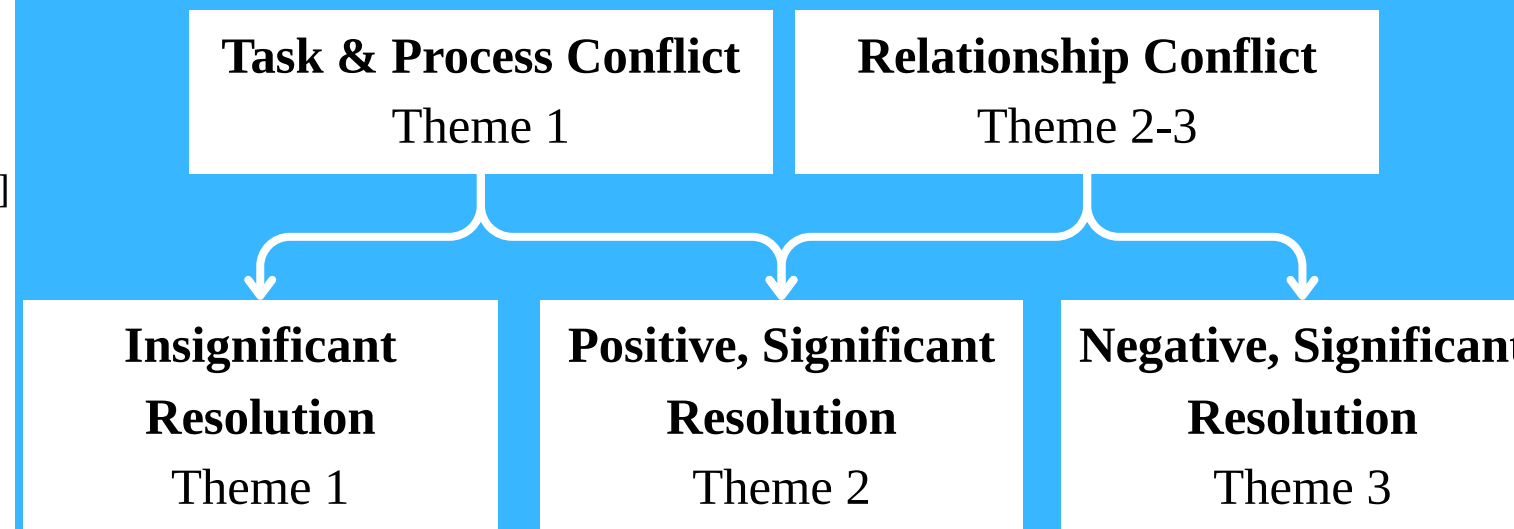 Task & Process Conflict
Theme 1
Relationship Conflict
Theme 2-3
]
Insignificant
Resolution
Theme 1
Positive, Significant
Resolution
Theme 2
Negative, Significant
Resolution
Theme 3